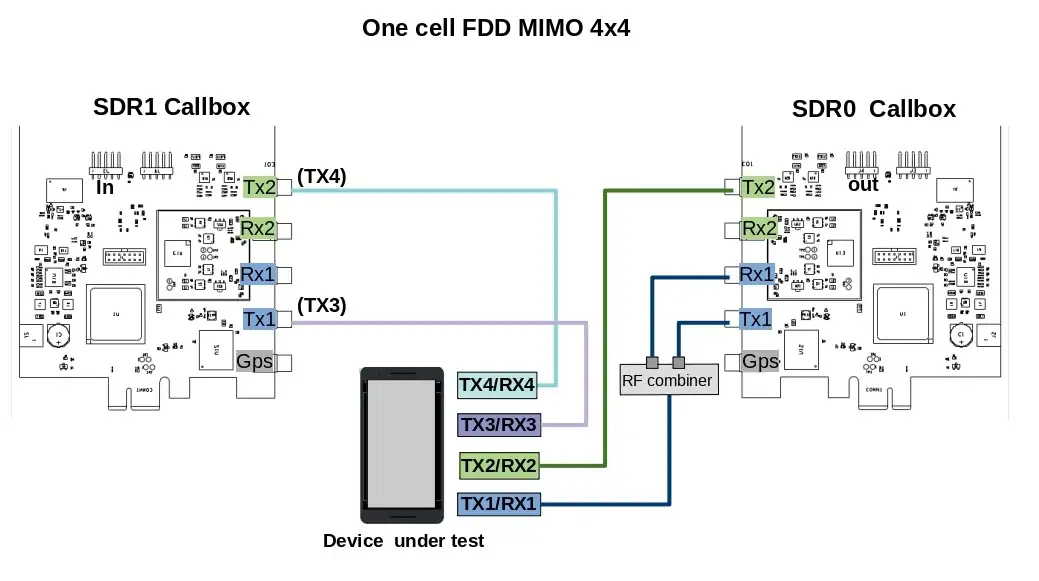 One cell FDD MIMO 4x4
SDR1 Callbox
SDR0 Callbox
In
Tx2
(TX4)
Rx2
Rx1
Tx1
(TX3)
Gps
out
Tx2
Rx2
Rx1
Tx1
Gps
RF combiner
TX4/RX4
TX3/RX3
TX2/RX2
TX1/RX1
Device under test